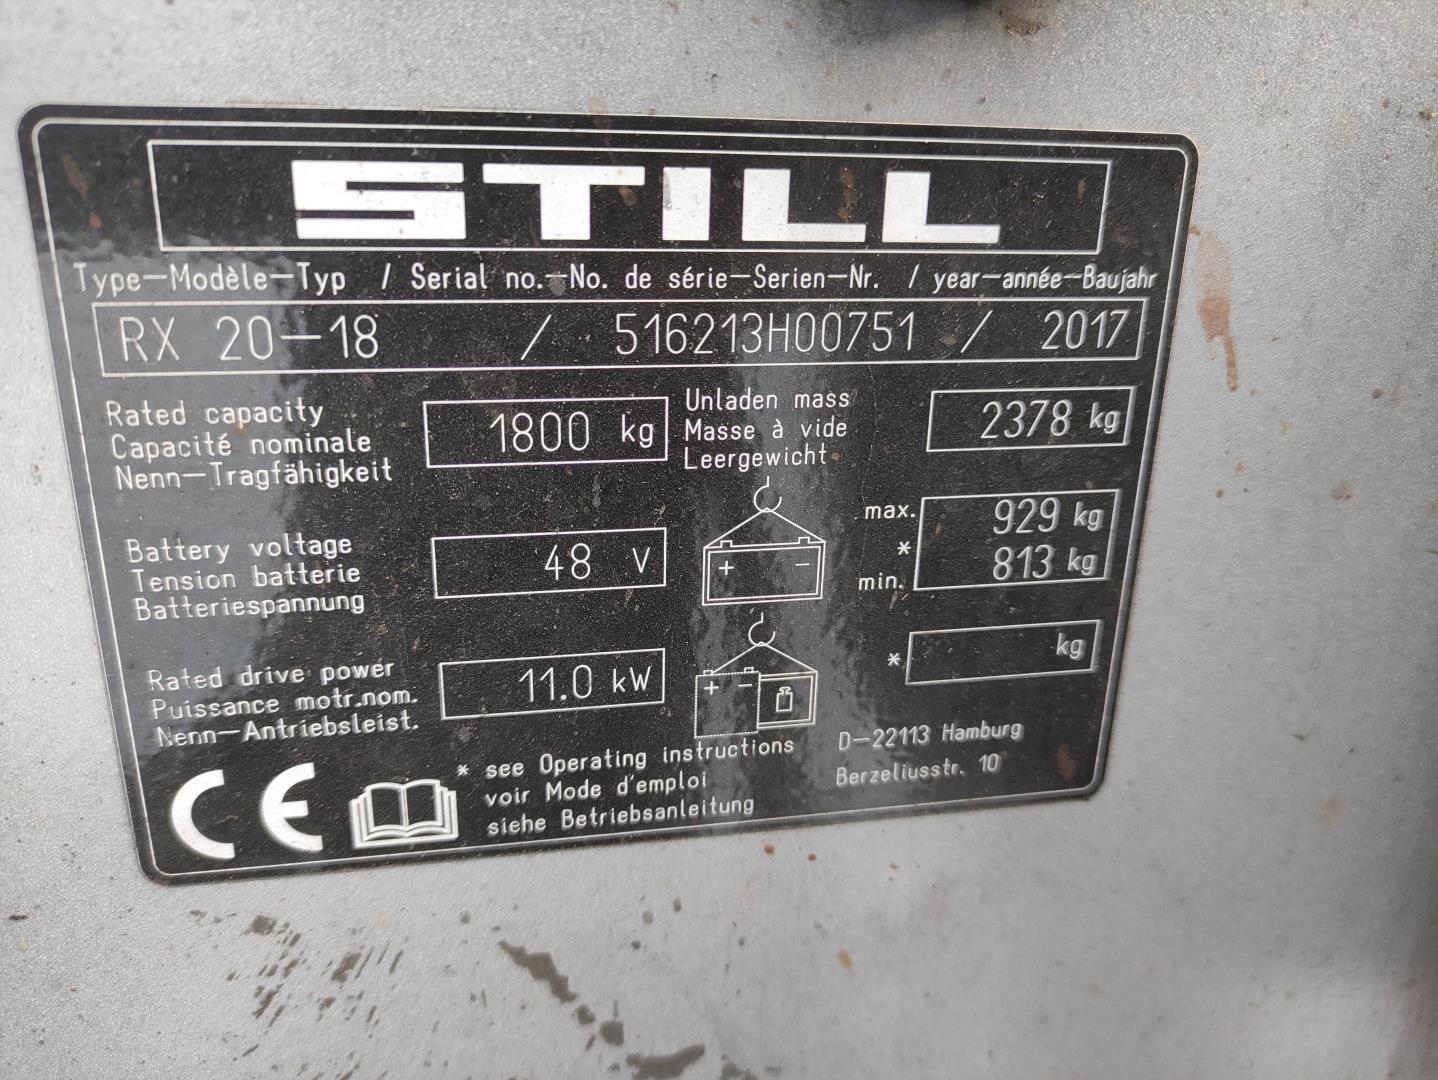 STILL
Type-Modèle-Typ / Serial no.-No. de série-Serien-Nr. / year-année-Baujahr
RX 20-18 / 516213H00751 / 2017
Rated capacity
Capacité nominale
Nenn-Tragfähigkeit
1800 kg
Unladen mass
Masse à vide
Leergewicht
2378 kg
Battery voltage
Tension batterie
Batteriespannung
48 V
+ -
max. 929 kg
*
min. 813 kg
Rated drive power
Puissance motr.nom.
Nenn-Antriebsleist.
11.0 kW
+ -
* kg
CE
* see Operating instructions
voir Mode d'emploi
siehe Betriebsanleitung
D-22113 Hamburg
Berzeliusstr. 10